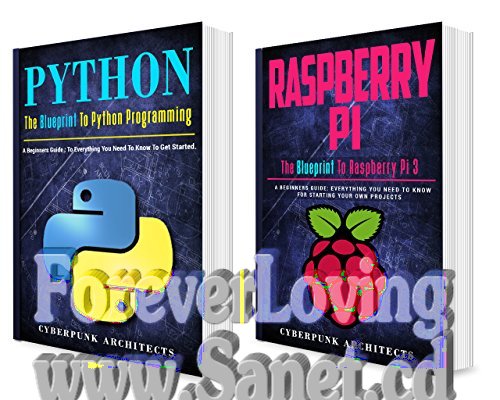 PYTHON
The Blueprint To Python Programming
A Beginners Guide : To Everything You Need To Know To Get Started.
CYBERPUNK ARCHITECTS
RASPBERRY
PI
The Blueprint To Raspberry Pi 3
A BEGINNERS GUIDE: EVERYTHING YOU NEED TO KNOW
FOR STARTING YOUR OWN PROJECTS
CYBERPUNK ARCHITECTS
ForeverLoving
www.Sanet.cd